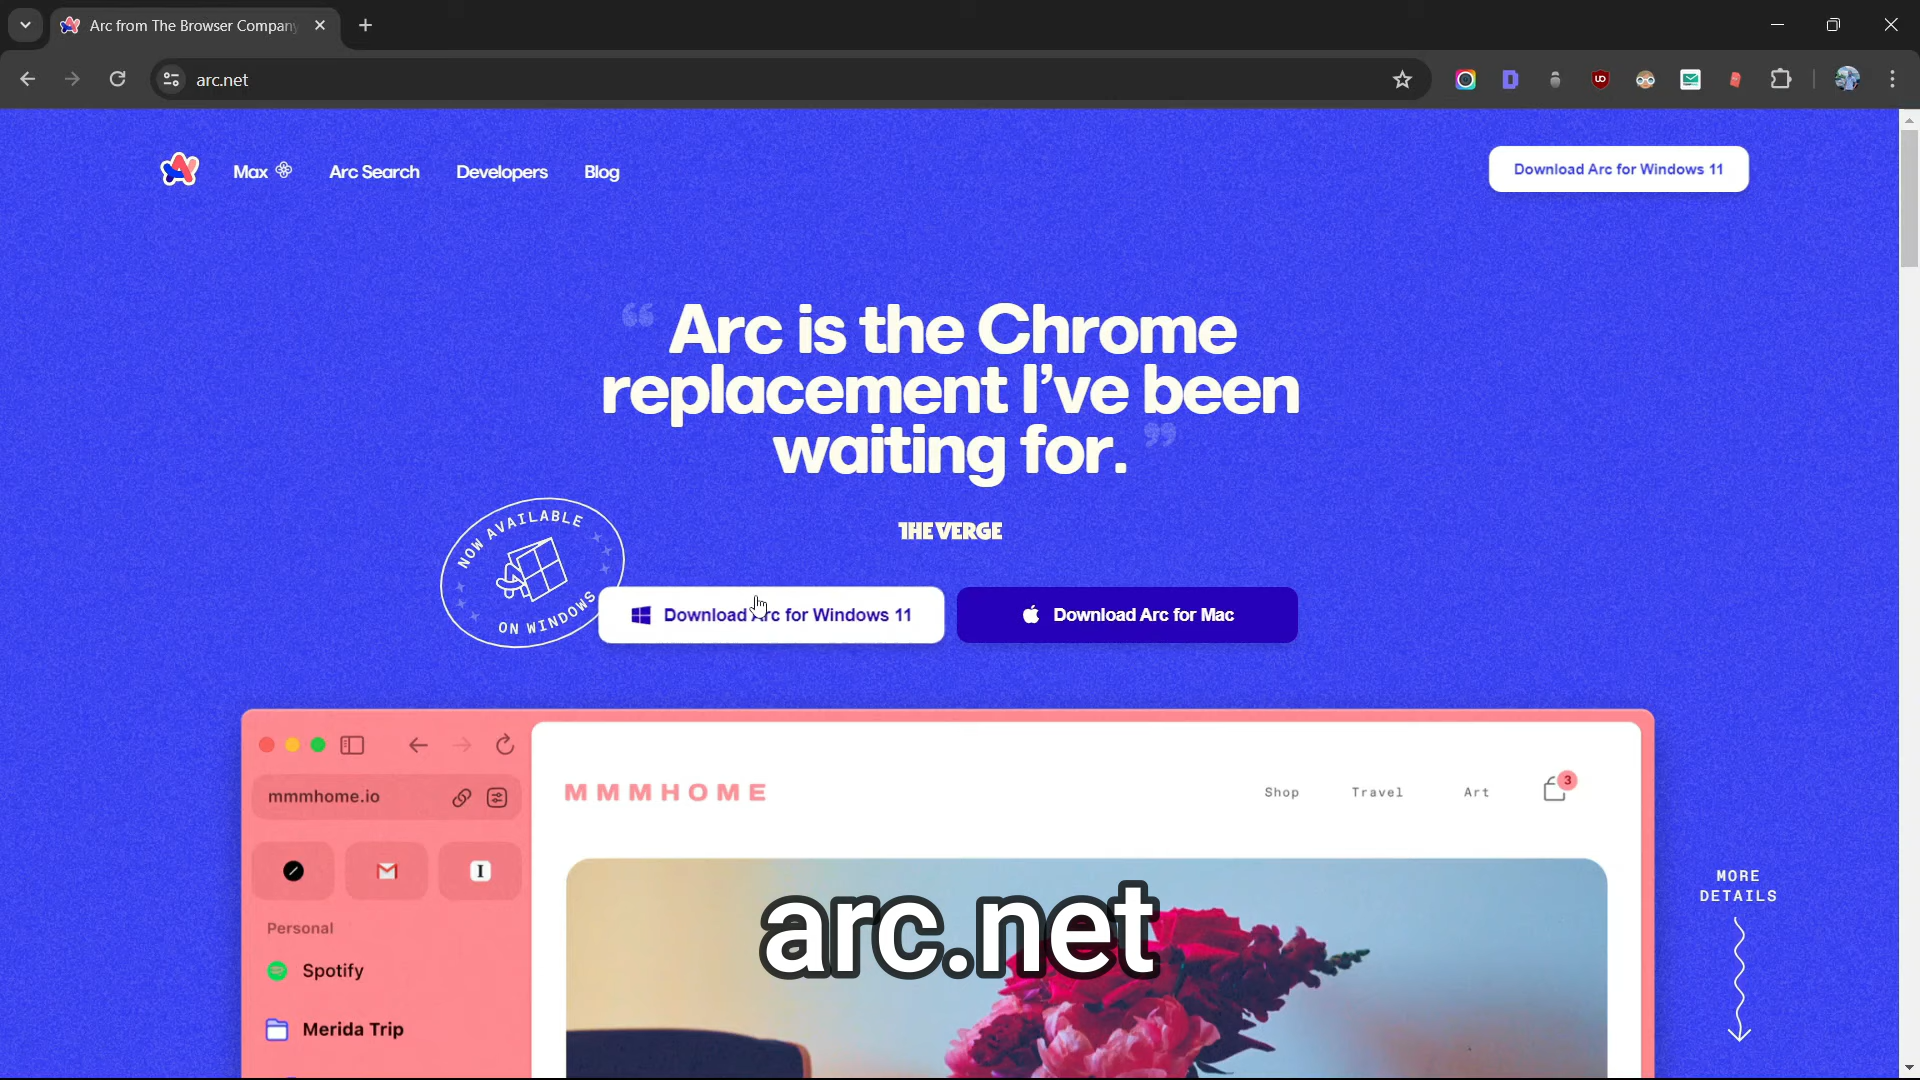 Arc from The Browser Company
arc.net
Max
Arc Search
Developers
Blog
Download Arc for Windows 11
“ Arc is the Chrome
replacement I’ve been
waiting for. ”
THE VERGE
NOW AVAILABLE
ON WINDOWS
Download Arc for Windows 11
Download Arc for Mac
mmmhome.io
MMMHOME
Shop
Travel
Art
3
Personal
Spotify
Merida Trip
arc.net
MORE
DETAILS